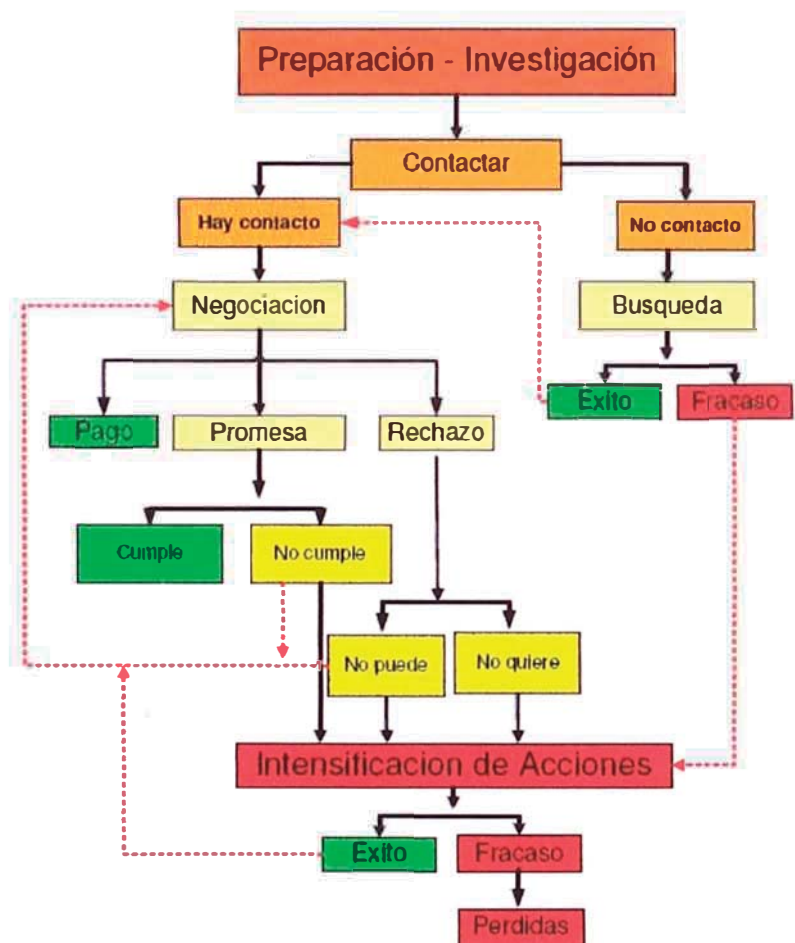 Preparación - Investigación
Contactar
Hay contacto
No contacto
Negociacion
Busqueda
Exito
Fracaso
Pago
Promesa
Rechazo
Cumple
No cumple
No puede
No quiere
Intensificacion de Acciones
Exito
Fracaso
Perdidas